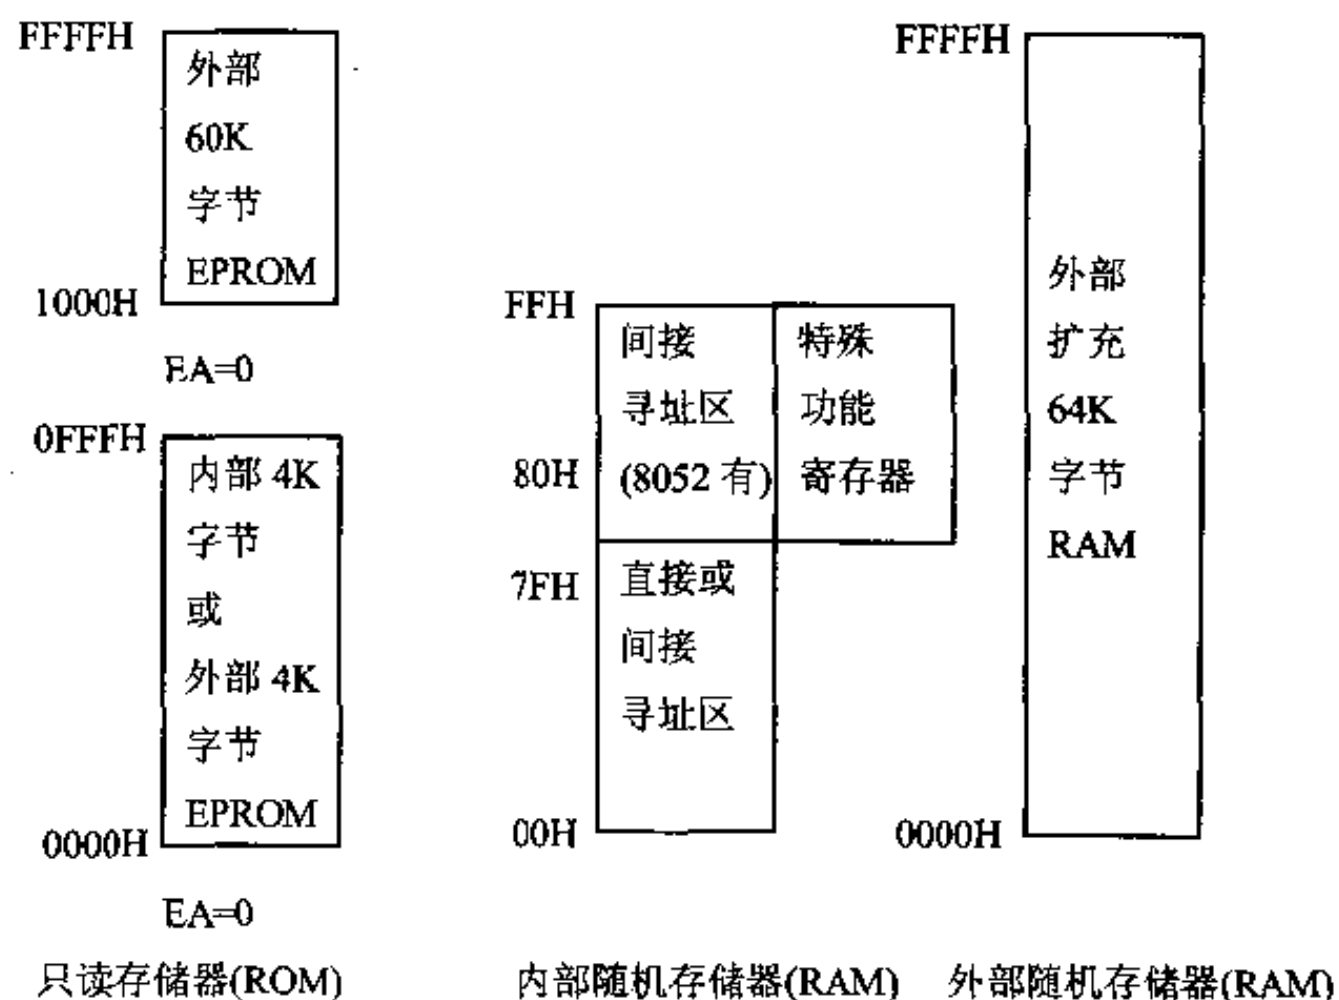 FFFFH
外部
60K
字节
EPROM
1000H
EA=0
0FFFH
内部 4K
字节
或
外部 4K
字节
EPROM
0000H
EA=0
只读存储器(ROM)
FFH
间接
寻址区
(8052 有)
80H
特殊
功能
寄存器
7FH
直接或
间接
寻址区
00H
内部随机存储器(RAM)
FFFFH
外部
扩充
64K
字节
RAM
0000H
外部随机存储器(RAM)